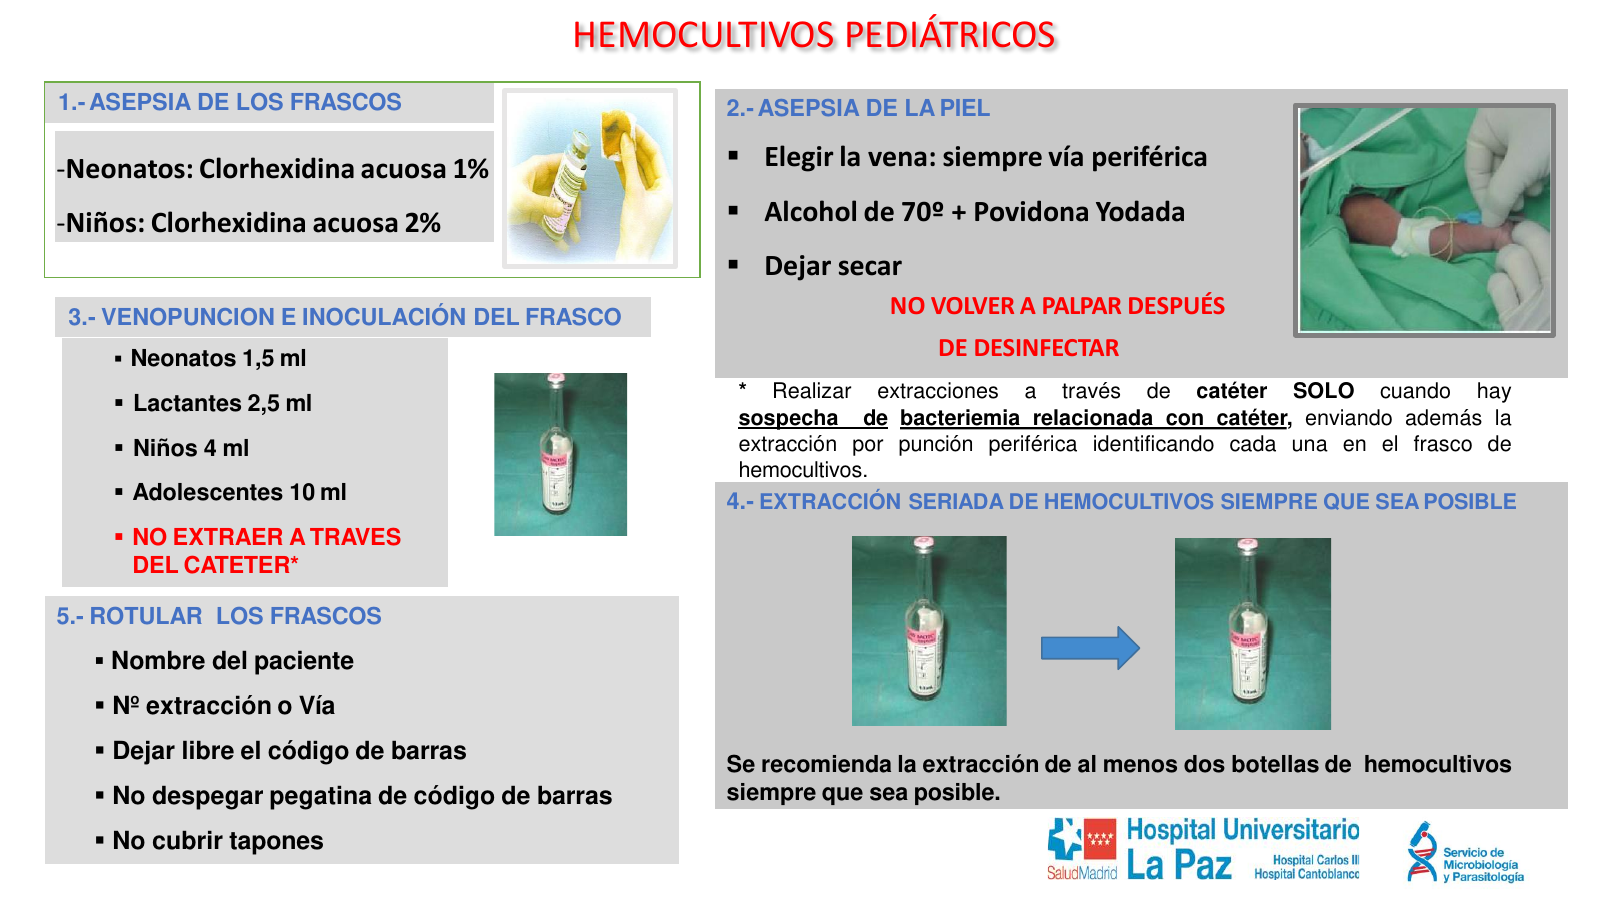 HEMOCULTIVOS PEDIÁTRICOS
1.- ASEPSIA DE LOS FRASCOS
-Neonatos: Clorhexidina acuosa 1%
-Niños: Clorhexidina acuosa 2%
2.- ASEPSIA DE LA PIEL
▪ Elegir la vena: siempre vía periférica
▪ Alcohol de 70º + Povidona Yodada
▪ Dejar secar
NO VOLVER A PALPAR DESPUÉS
DE DESINFECTAR
* Realizar extracciones a través de catéter SOLO cuando hay
sospecha de bacteriemia relacionada con catéter, enviando además la
extracción por punción periférica identificando cada una en el frasco de
hemocultivos.
3.- VENOPUNCION E INOCULACIÓN DEL FRASCO
▪ Neonatos 1,5 ml
▪ Lactantes 2,5 ml
▪ Niños 4 ml
▪ Adolescentes 10 ml
▪ NO EXTRAER A TRAVES
DEL CATETER*
4.- EXTRACCIÓN SERIADA DE HEMOCULTIVOS SIEMPRE QUE SEA POSIBLE
Se recomienda la extracción de al menos dos botellas de hemocultivos
siempre que sea posible.
5.- ROTULAR LOS FRASCOS
▪ Nombre del paciente
▪ Nº extracción o Vía
▪ Dejar libre el código de barras
▪ No despegar pegatina de código de barras
▪ No cubrir tapones
SaludMadrid
Hospital Universitario
La Paz
Hospital Carlos III
Hospital Cantoblanco
Servicio de
Microbiología
y Parasitología